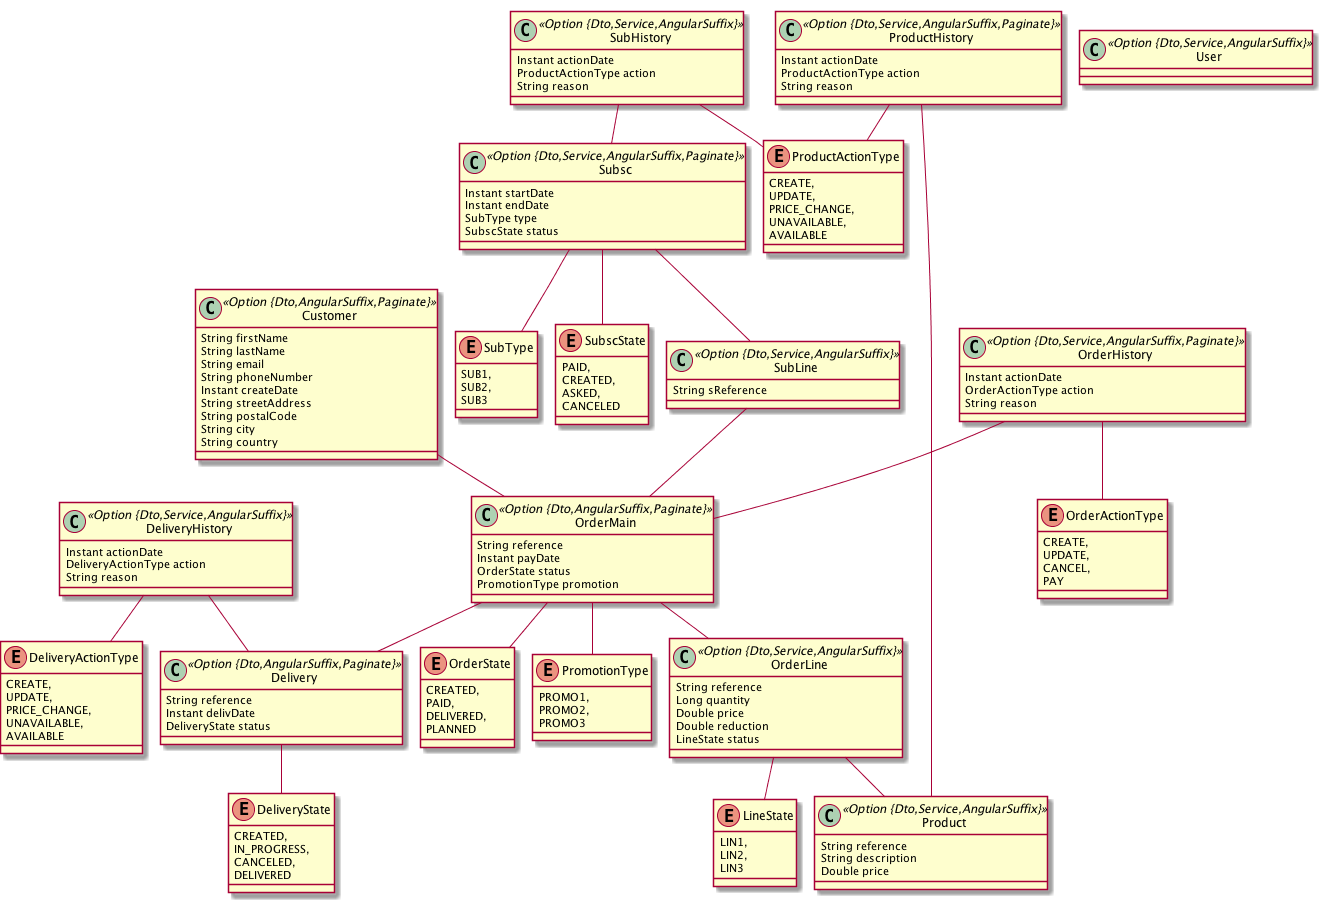 C «Option {Dto,Service,AngularSuffix}»
SubHistory
Instant actionDate
ProductActionType action
String reason
C «Option {Dto,Service,AngularSuffix,Paginate}»
ProductHistory
Instant actionDate
ProductActionType action
String reason
C «Option {Dto,Service,AngularSuffix}»
User
C «Option {Dto,Service,AngularSuffix,Paginate}»
Subsc
Instant startDate
Instant endDate
SubType type
SubscState status
E ProductActionType
CREATE,
UPDATE,
PRICE_CHANGE,
UNAVAILABLE,
AVAILABLE
C «Option {Dto,AngularSuffix,Paginate}»
Customer
String firstName
String lastName
String email
String phoneNumber
Instant createDate
String streetAddress
String postalCode
String city
String country
E SubType
SUB1,
SUB2,
SUB3
E SubscState
PAID,
CREATED,
ASKED,
CANCELED
C «Option {Dto,Service,AngularSuffix}»
SubLine
String sReference
C «Option {Dto,Service,AngularSuffix,Paginate}»
OrderHistory
Instant actionDate
OrderActionType action
String reason
C «Option {Dto,Service,AngularSuffix}»
DeliveryHistory
Instant actionDate
DeliveryActionType action
String reason
C «Option {Dto,AngularSuffix,Paginate}»
OrderMain
String reference
Instant payDate
OrderState status
PromotionType promotion
E OrderActionType
CREATE,
UPDATE,
CANCEL,
PAY
E DeliveryActionType
CREATE,
UPDATE,
PRICE_CHANGE,
UNAVAILABLE,
AVAILABLE
C «Option {Dto,AngularSuffix,Paginate}»
Delivery
String reference
Instant delivDate
DeliveryState status
E OrderState
CREATED,
PAID,
DELIVERED,
PLANNED
E PromotionType
PROMO1,
PROMO2,
PROMO3
C «Option {Dto,Service,AngularSuffix}»
OrderLine
String reference
Long quantity
Double price
Double reduction
LineState status
E DeliveryState
CREATED,
IN_PROGRESS,
CANCELED,
DELIVERED
E LineState
LIN1,
LIN2,
LIN3
C «Option {Dto,Service,AngularSuffix}»
Product
String reference
String description
Double price